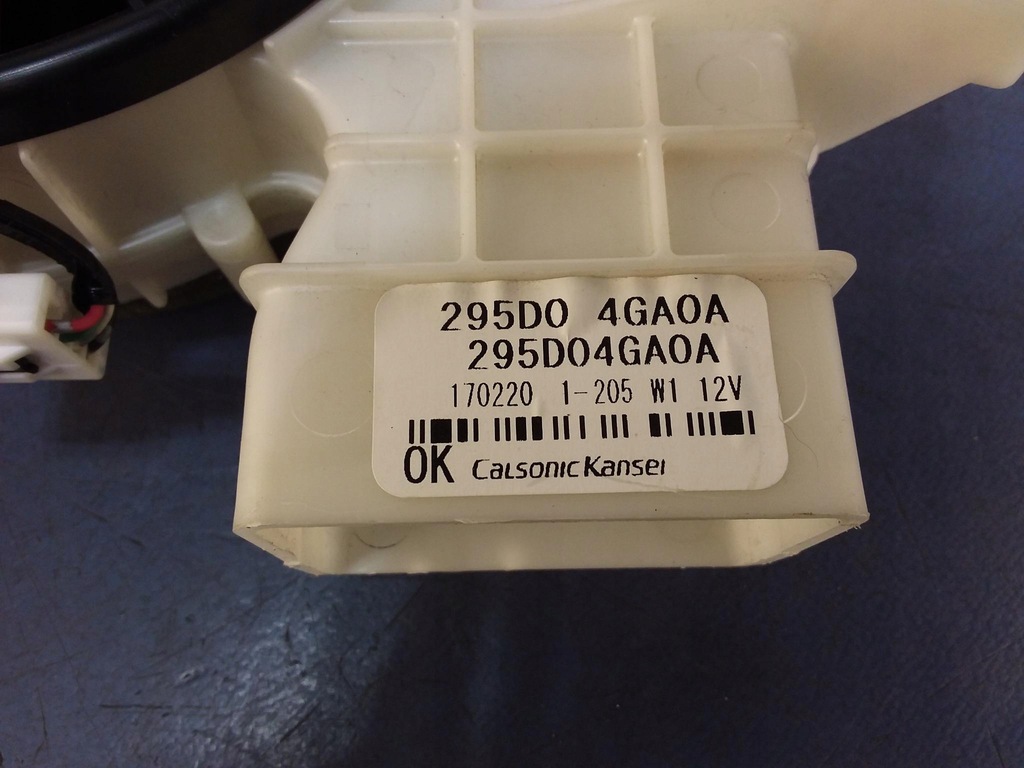 295D0 4GA0A
295D04GA0A
170220 1-205 W1 12V
OK CalsonicKansei